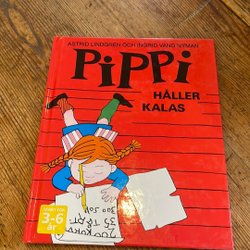 ASTRID LINDGREN OCH INGRID VANG NYMAN
PIPPI
HÅLLER
KALAS
3-6
år